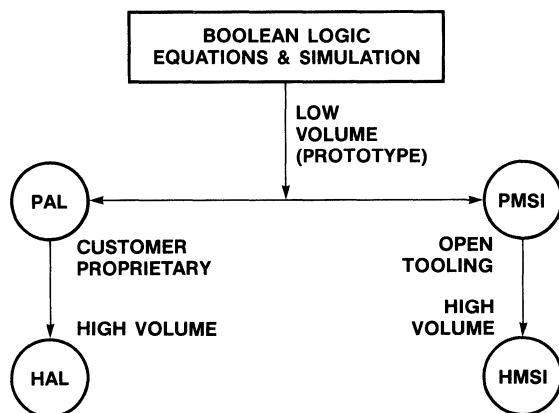 BOOLEAN LOGIC
EQUATIONS & SIMULATION
LOW
VOLUME
(PROTOTYPE)
PAL
PMSI
CUSTOMER
PROPRIETARY
OPEN
TOOLING
HIGH VOLUME
HIGH
VOLUME
HAL
HMSI